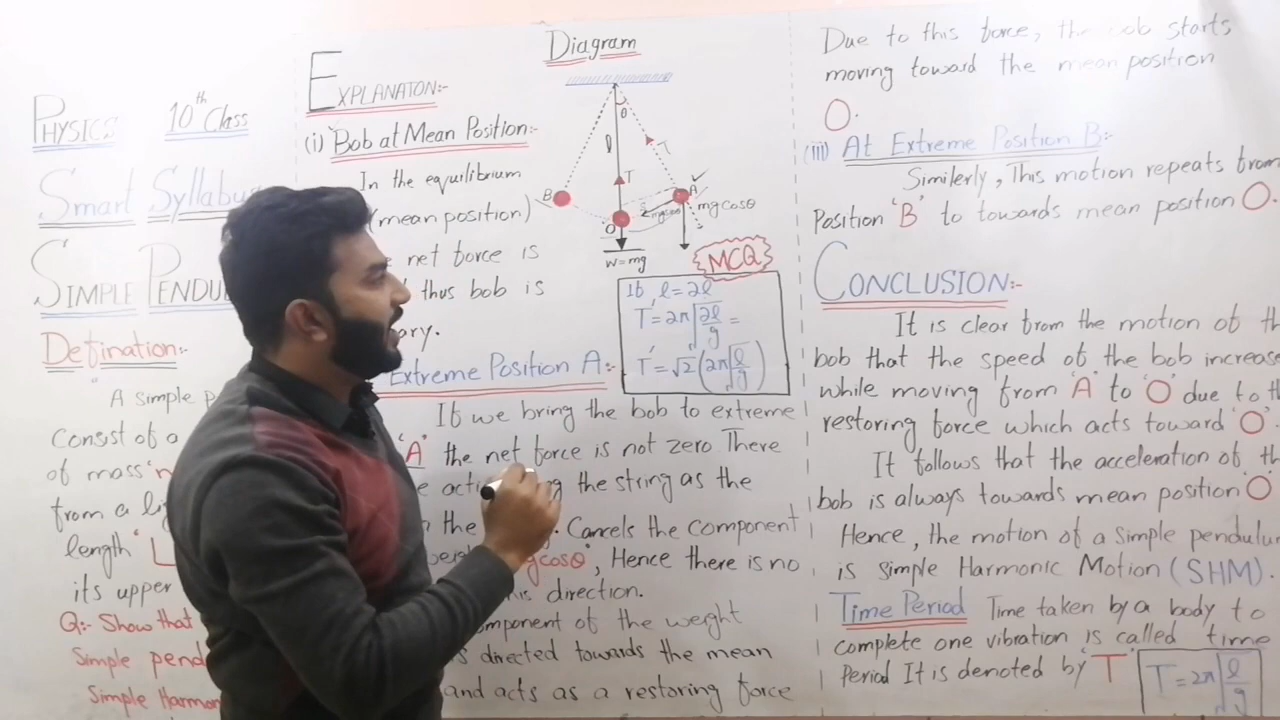 PHYSICS 10th Class
Smart Syllabus
SIMPLE PENDU
Defination:-
A simple p
Consist of a
of mass 'm
from a li
length 'L
its upper
Q:- Show that
Simple pend
Simple Harmon
EXPLANATON:-
(i) Bob at Mean Position:-
In the equilibrium
(mean position)
net force is
thus bob is
ary.
Extreme Position A:-
If we bring the bob to extreme
'A' the net force is not zero There
the string as the
the Cancels the component
gcosθ', Hence there is no
direction.
mponent of the weight
directed towards the mean
and acts as a restoring force
Diagram
θ
l
T
T
B
A
O
mgsinθ
mgcosθ
W=mg
MCQ
If, l=2l
T'=2π√2l/g =
T'=√2(2π√l/g)
Due to this force, the bob starts
moving toward the mean position
O.
(iii) At Extreme Position B:-
Similerly, This motion repeats from
Position 'B' to towards mean position O.
CONCLUSION:-
It is clear from the motion of th
bob that the speed of the bob increase
while moving from 'A' to 'O' due to th
restoring force which acts toward 'O'.
It follows that the acceleration of th
bob is always towards mean position 'O'
Hence, the motion of a simple pendulum
is Simple Harmonic Motion (SHM).
Time Period Time taken by a body to
complete one vibration is called time
Period It is denoted by 'T'
T=2π√l/g